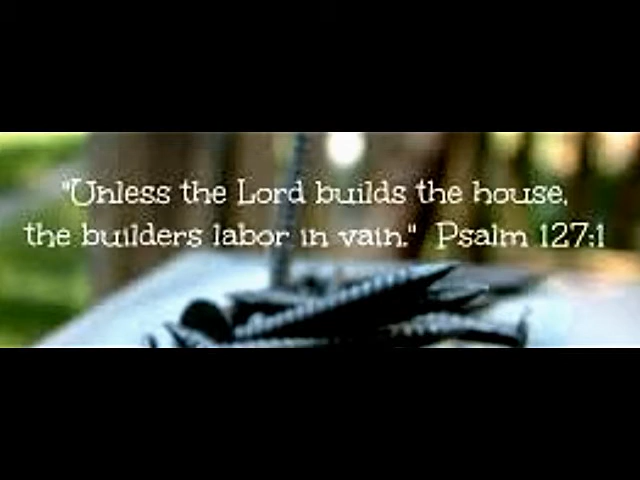 "Unless the Lord builds the house,
the builders labor in vain." Psalm 127:1